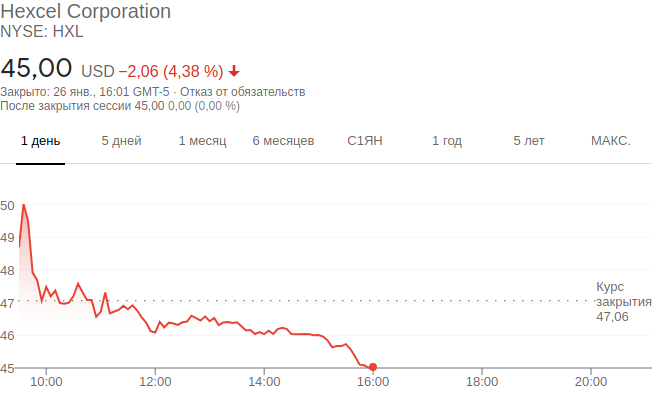 Hexcel Corporation
NYSE: HXL
45,00 USD −2,06 (4,38 %)
Закрыто: 26 янв., 16:01 GMT-5 · Отказ от обязательств
После закрытия сессии 45,00 0,00 (0,00 %)
1 день 5 дней 1 месяц 6 месяцев С1ЯН 1 год 5 лет МАКС.
50
49
48
Курс
47 закрытия
47,06
46
45
10:00 12:00 14:00 16:00 18:00 20:00